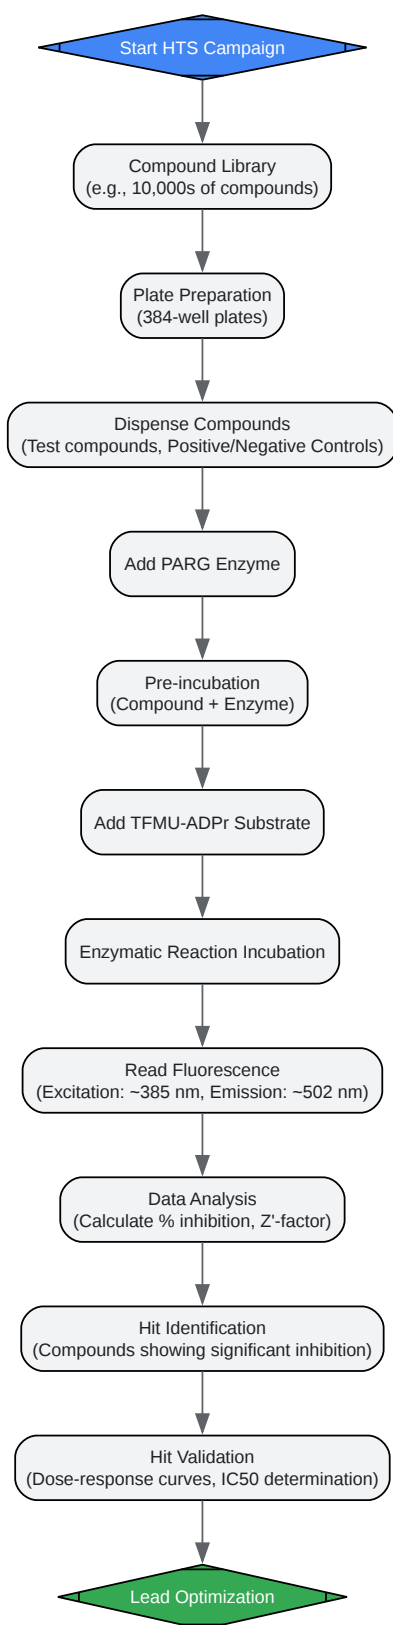 Start HTS Campaign
Compound Library
(e.g., 10,000s of compounds)
Plate Preparation
(384-well plates)
Dispense Compounds
(Test compounds, Positive/Negative Controls)
Add PARG Enzyme
Pre-incubation
(Compound + Enzyme)
Add TFMU-ADPr Substrate
Enzymatic Reaction Incubation
Read Fluorescence
(Excitation: ~385 nm, Emission: ~502 nm)
Data Analysis
(Calculate % inhibition, Z'-factor)
Hit Identification
(Compounds showing significant inhibition)
Hit Validation
(Dose-response curves, IC50 determination)
Lead Optimization